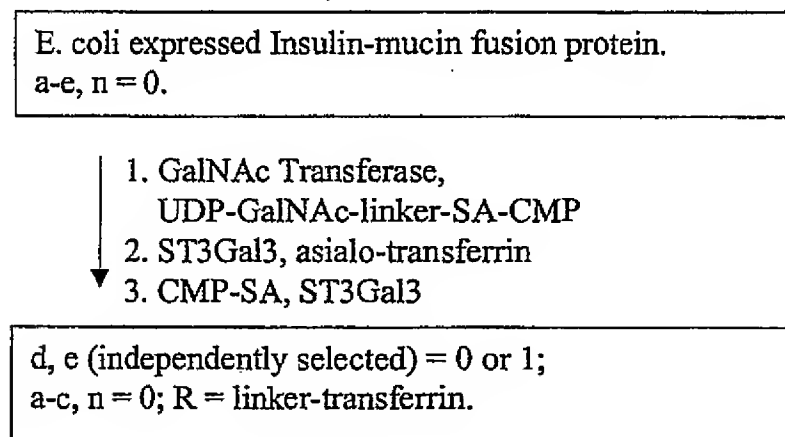 E. coli expressed Insulin-mucin fusion protein.
a-e, n = 0.
1. GalNAc Transferase,
UDP-GalNAc-linker-SA-CMP
2. ST3Gal3, asialo-transferrin
3. CMP-SA, ST3Gal3
d, e (independently selected) = 0 or 1;
a-c, n = 0; R = linker-transferrin.